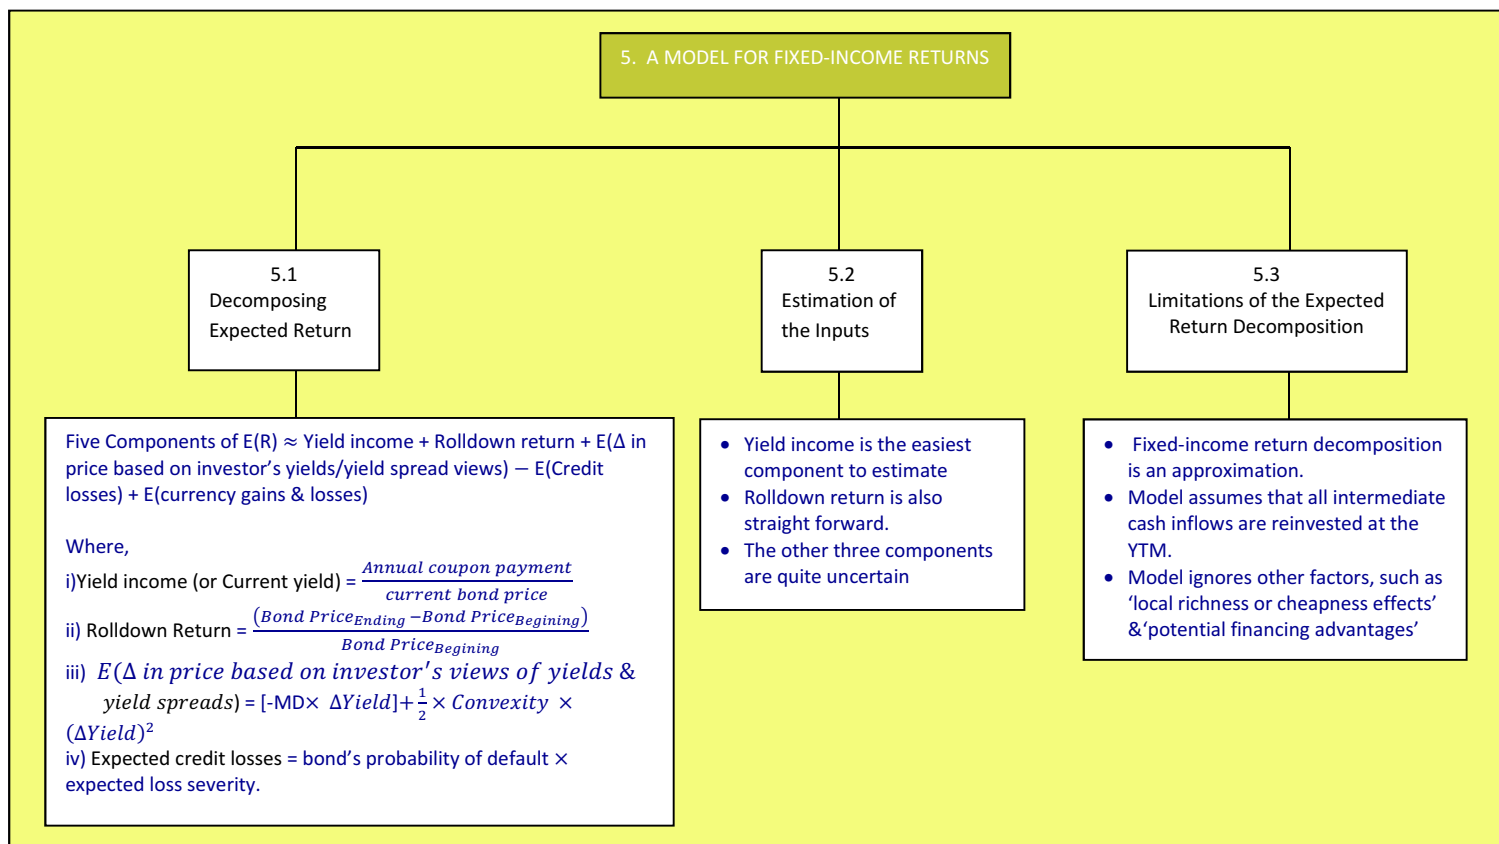 5. A MODEL FOR FIXED-INCOME RETURNS
5.1
Decomposing
Expected Return
Five Components of E(R) ≈ Yield income + Rolldown return + E(Δ in
price based on investor’s yields/yield spread views) − E(Credit
losses) + E(currency gains & losses)
Where,
i)Yield income (or Current yield) = Annual coupon payment / current bond price
ii) Rolldown Return = (Bond Price_Ending −Bond Price_Begining) / Bond Price_Begining
iii) E(Δ in price based on investor's views of yields &
yield spreads) = [-MD× ΔYield]+ 1/2 × Convexity ×
(ΔYield)²
iv) Expected credit losses = bond’s probability of default ×
expected loss severity.
5.2
Estimation of
the Inputs
• Yield income is the easiest
component to estimate
• Rolldown return is also
straight forward.
• The other three components
are quite uncertain
5.3
Limitations of the Expected
Return Decomposition
• Fixed-income return decomposition
is an approximation.
• Model assumes that all intermediate
cash inflows are reinvested at the
YTM.
• Model ignores other factors, such as
‘local richness or cheapness effects’
&‘potential financing advantages’